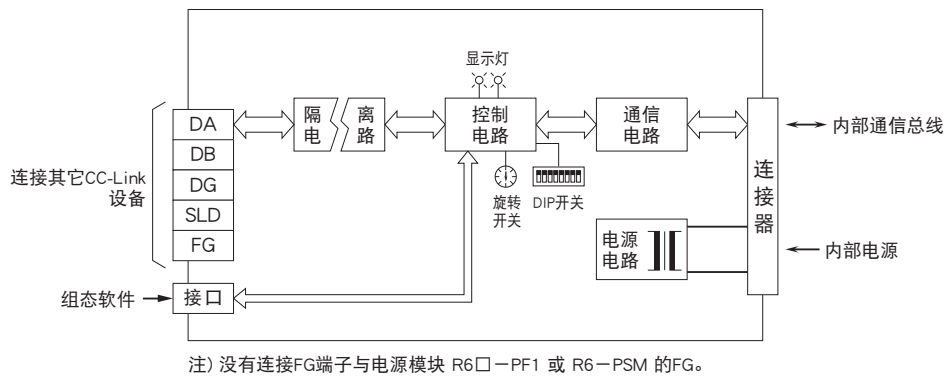 显示灯
DA
DB
DG
SLD
FG
连接其它CC-Link
设备
隔 离
电 路
控制
电路
通信
电路
旋转
开关
DIP开关
电源
电路
连接器
内部通信总线
内部电源
组态软件
接口
注) 没有连接FG端子与电源模块 R6□－PF1 或 R6－PSM 的FG。